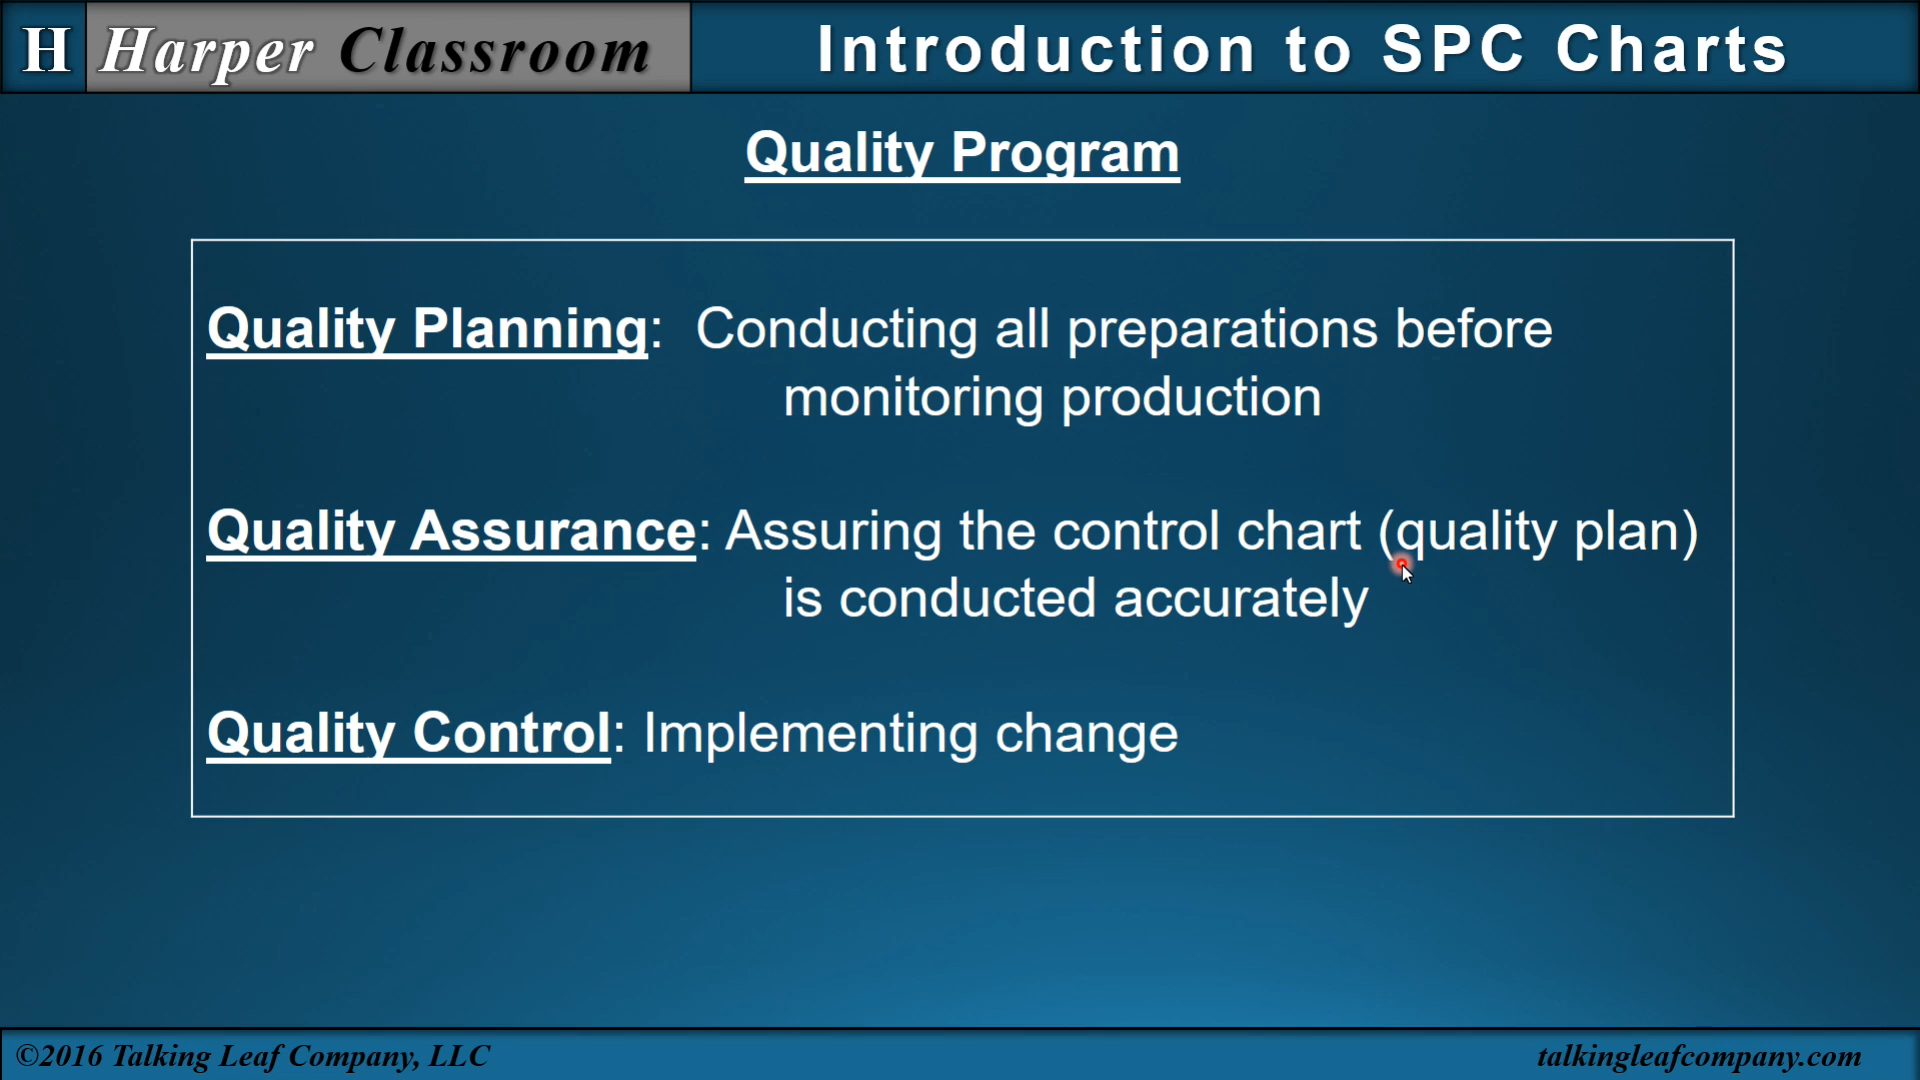 H Harper Classroom Introduction to SPC Charts
Quality Program
Quality Planning: Conducting all preparations before
monitoring production
Quality Assurance: Assuring the control chart (quality plan)
is conducted accurately
Quality Control: Implementing change
©2016 Talking Leaf Company, LLC talkingleafcompany.com